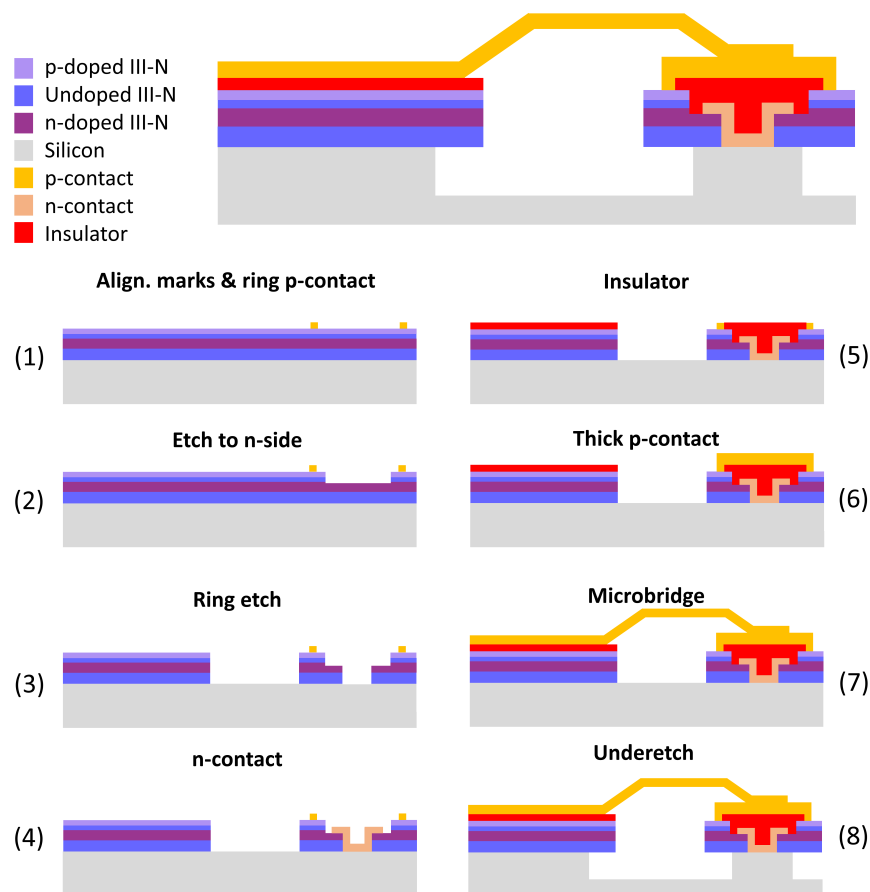 p-doped III-N
Undoped III-N
n-doped III-N
Silicon
p-contact
n-contact
Insulator
Align. marks & ring p-contact
(1)
Etch to n-side
(2)
Ring etch
(3)
n-contact
(4)
Insulator
(5)
Thick p-contact
(6)
Microbridge
(7)
Underetch
(8)